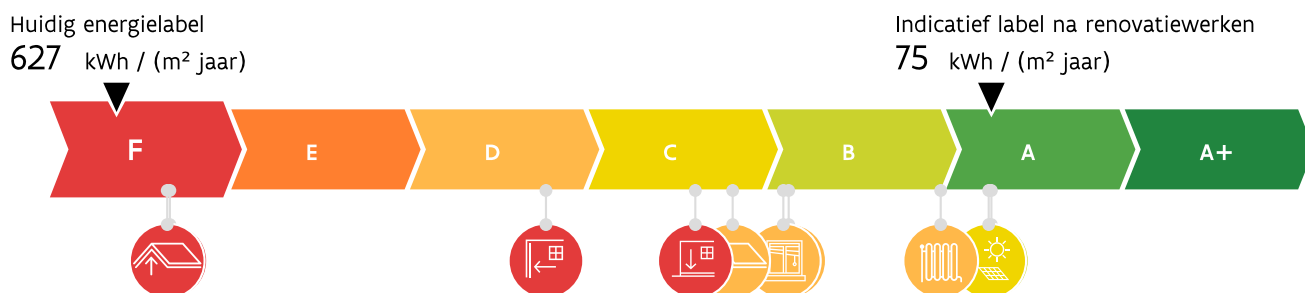 Huidig energielabel
627 kWh / (m² jaar)
Indicatief label na renovatiewerken
75 kWh / (m² jaar)
F E D C B A A+